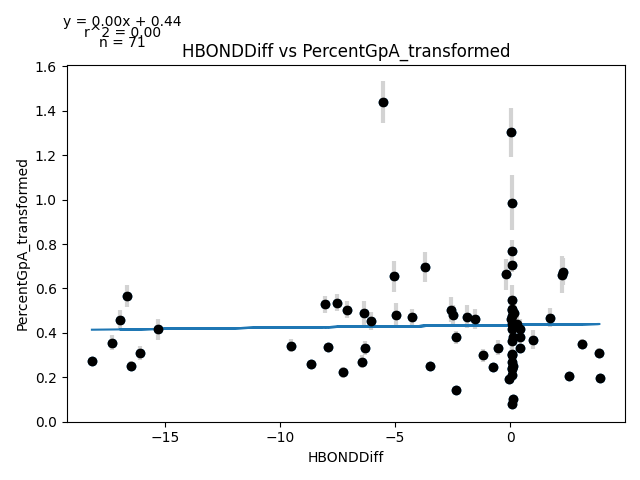 y = 0.00x + 0.44
r^2 = 0.00
n = 71
HBONDDiff vs PercentGpA_transformed
1.6
1.4
1.2
1.0
0.8
0.6
0.4
0.2
0.0
PercentGpA_transformed
−15
−10
−5
0
HBONDDiff